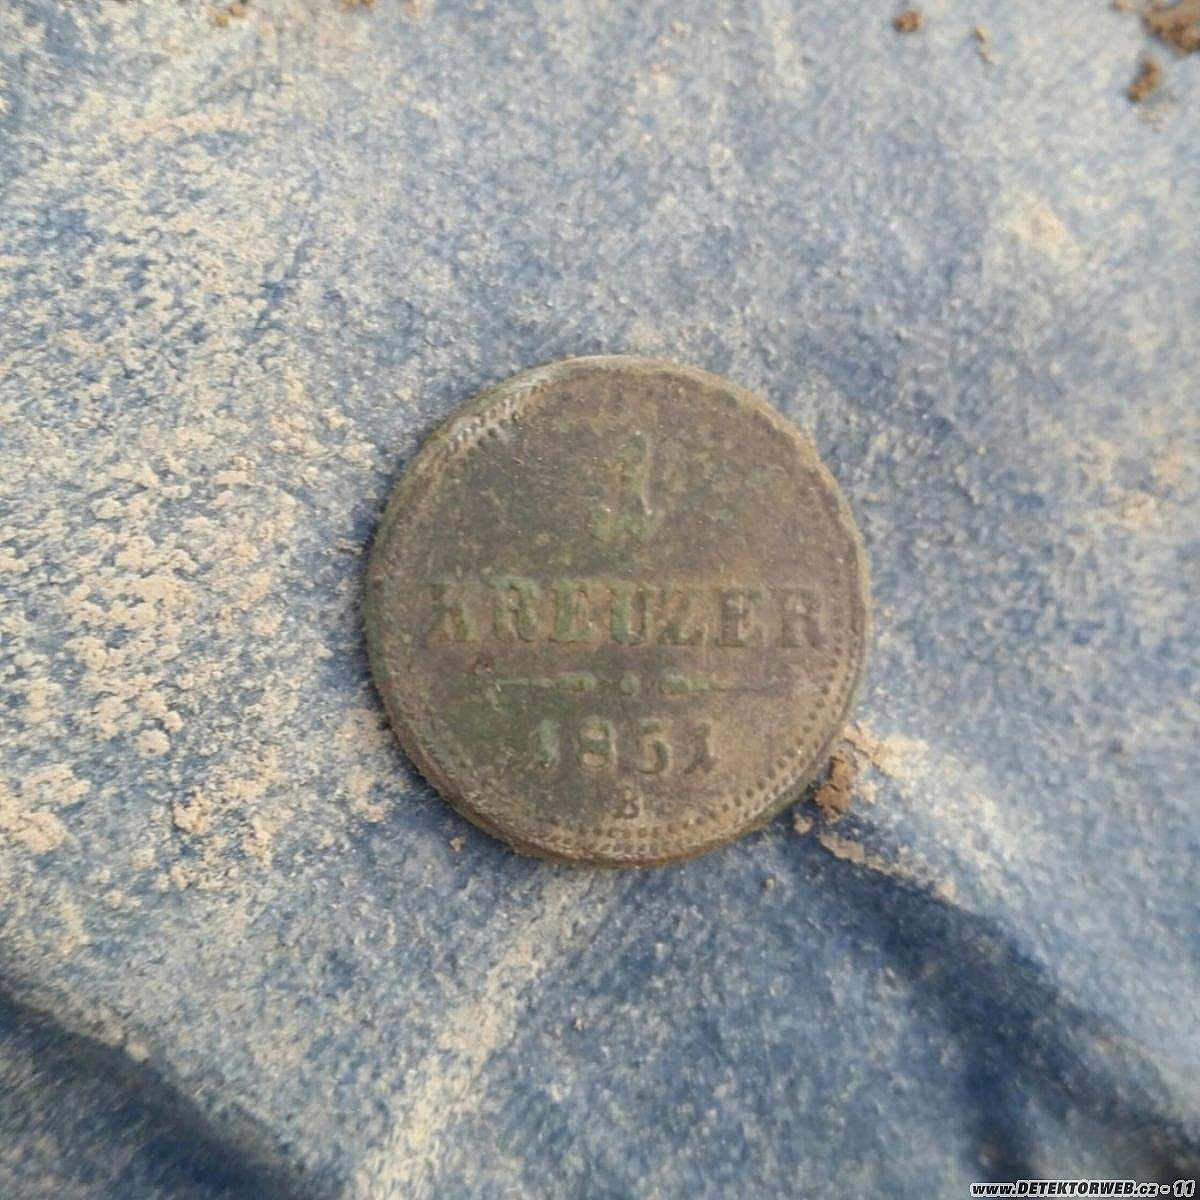 1
KREUZER
1851
B
www.DETEKTORWEB.cz - 11